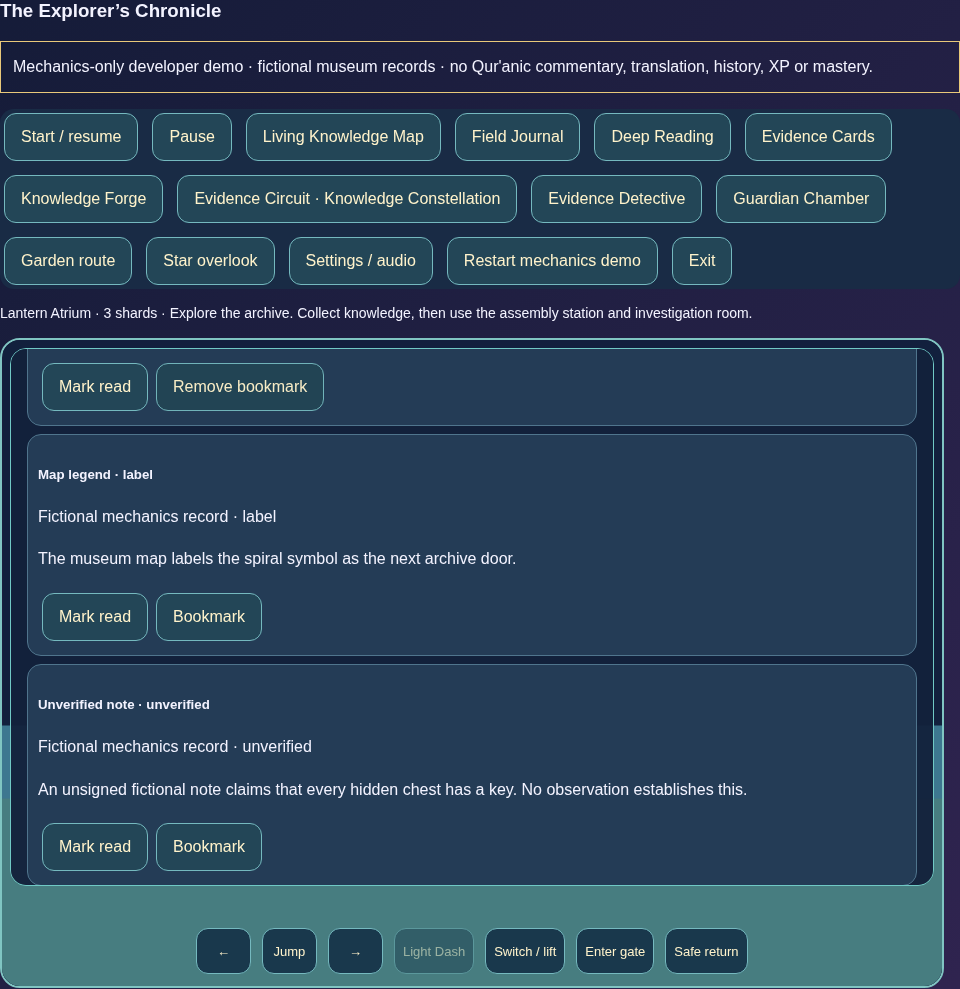 The Explorer’s Chronicle
Mechanics-only developer demo · fictional museum records · no Qur'anic commentary, translation, history, XP or mastery.
Start / resume Pause Living Knowledge Map Field Journal Deep Reading Evidence Cards
Knowledge Forge Evidence Circuit · Knowledge Constellation Evidence Detective Guardian Chamber
Garden route Star overlook Settings / audio Restart mechanics demo Exit
Lantern Atrium · 3 shards · Explore the archive. Collect knowledge, then use the assembly station and investigation room.
Mark read Remove bookmark
Map legend · label
Fictional mechanics record · label
The museum map labels the spiral symbol as the next archive door.
Mark read Bookmark
Unverified note · unverified
Fictional mechanics record · unverified
An unsigned fictional note claims that every hidden chest has a key. No observation establishes this.
Mark read Bookmark
← Jump → Light Dash Switch / lift Enter gate Safe return